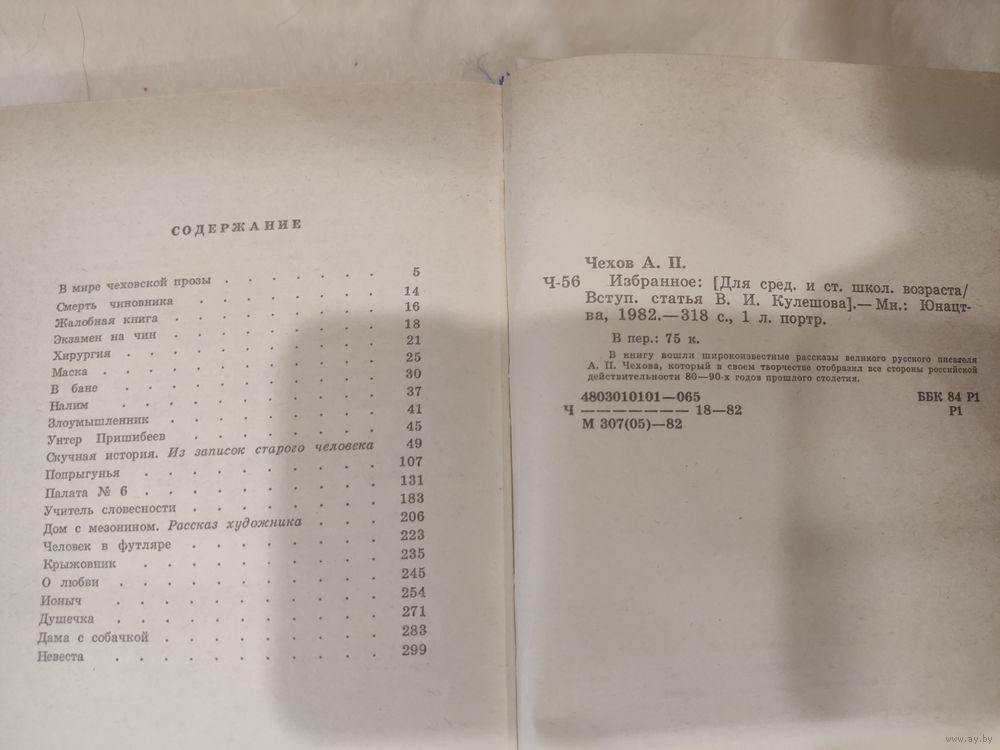 СОДЕРЖАНИЕ
В мире чеховской прозы . . . . . . 5
Смерть чиновника . . . . . . . 14
Жалобная книга . . . . . . . 16
Экзамен на чин . . . . . . . 18
Хирургия . . . . . . . . . 21
Маска . . . . . . . . . . 25
В бане . . . . . . . . . . 30
Налим . . . . . . . . . . 37
Злоумышленник . . . . . . . . 41
Унтер Пришибеев . . . . . . . 45
Скучная история. Из записок старого человека 49
Попрыгунья . . . . . . . . . 107
Палата № 6 . . . . . . . . . 131
Учитель словесности . . . . . . . 183
Дом с мезонином. Рассказ художника . . . 206
Человек в футляре . . . . . . . 223
Крыжовник . . . . . . . . . 235
О любви . . . . . . . . . . 245
Ионыч . . . . . . . . . . 254
Душечка . . . . . . . . . . 271
Дама с собачкой . . . . . . . . 283
Невеста . . . . . . . . . . 299
Чехов А. П.
Ч-56 Избранное: [Для сред. и ст. школ. возраста/
Вступ. статья В. И. Кулешова].— Мн.: Юнацт-
ва, 1982.—318 с., 1 л. портр.
В пер.: 75 к.
В книгу вошли широкоизвестные рассказы великого русского писателя
А. П. Чехова, который в своем творчестве отобразил все стороны российской
действительности 80—90-х годов прошлого столетия.
4803010101—065 ББК 84 Р1
Ч ——————— 18—82 Р1
М 307(05)—82
www.ay.by